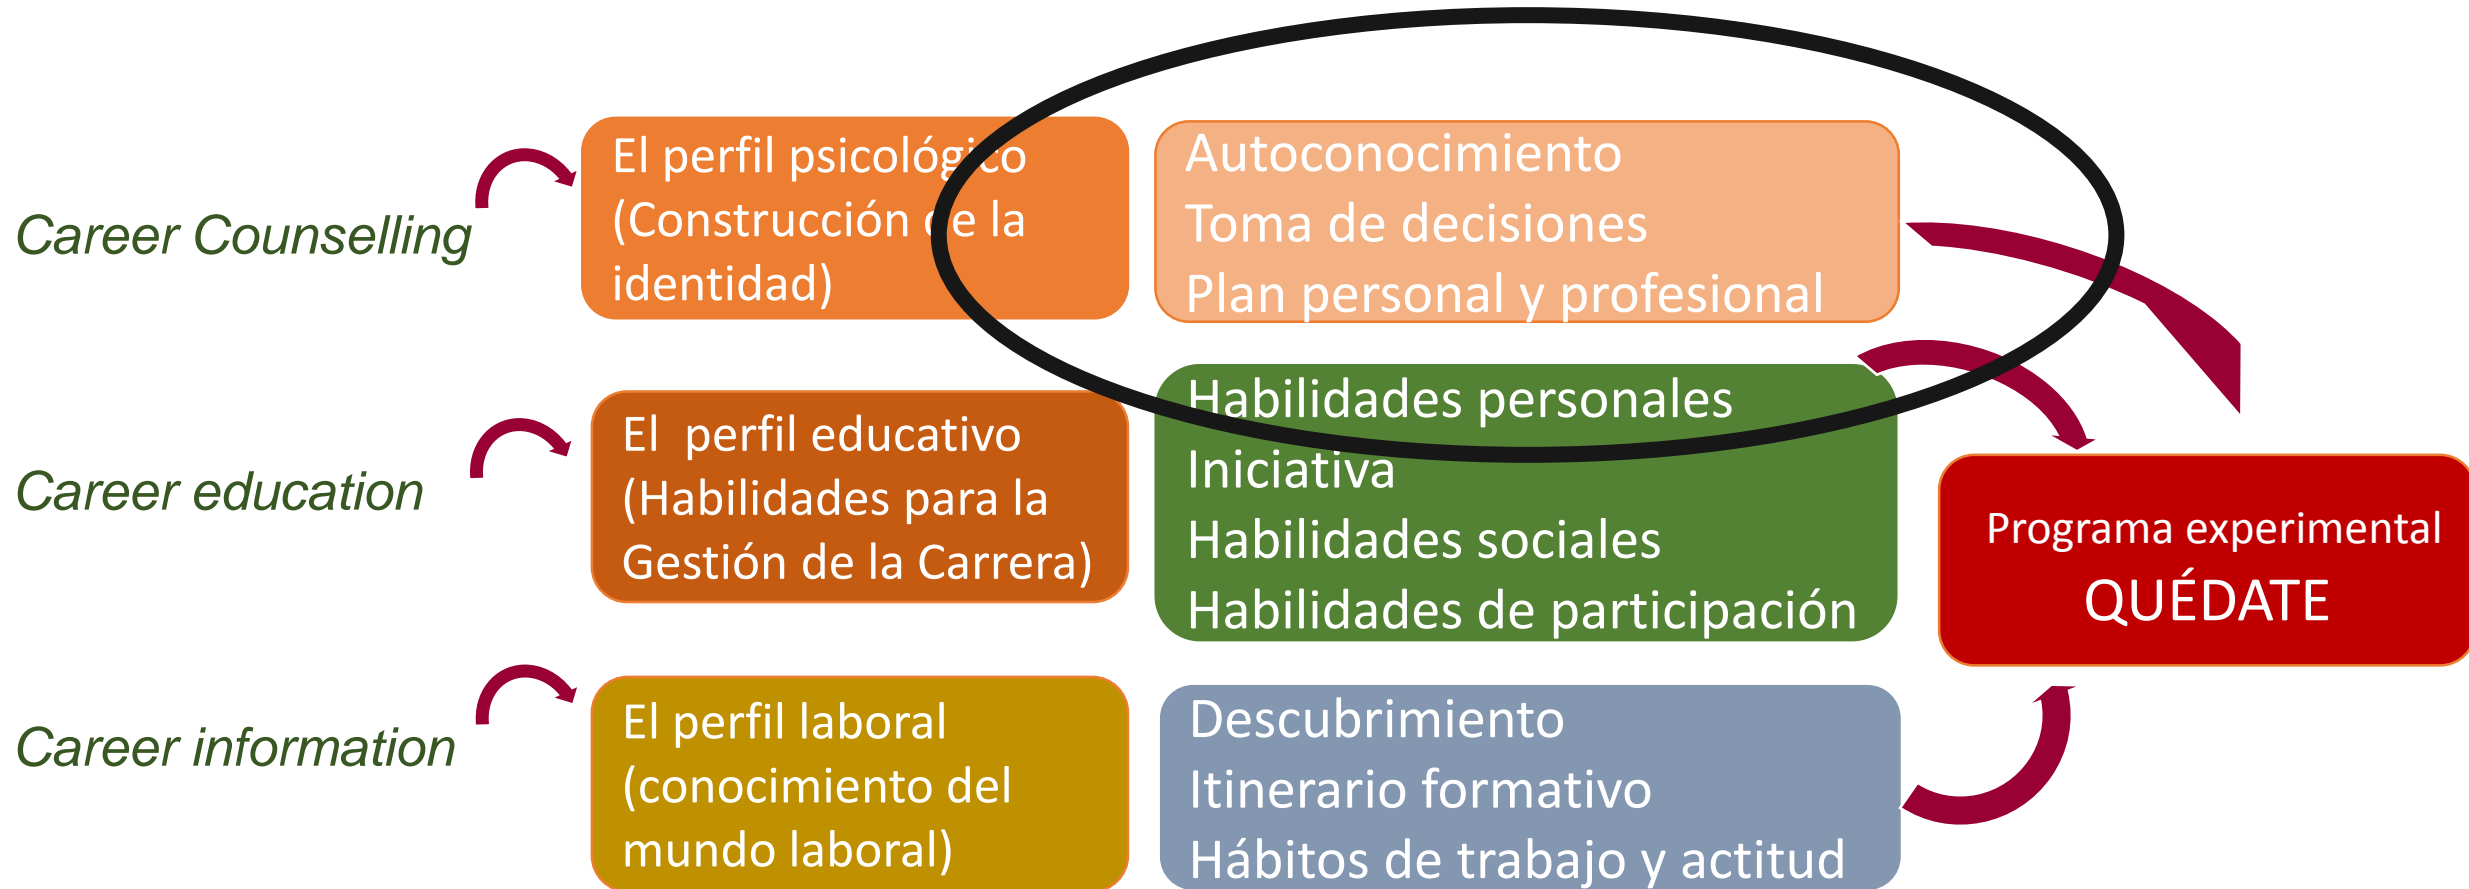 Career Counselling
El perfil psicológico
(Construcción de la
identidad)
Autoconocimiento
Toma de decisiones
Plan personal y profesional
Career education
El perfil educativo
(Habilidades para la
Gestión de la Carrera)
Habilidades personales
Iniciativa
Habilidades sociales
Habilidades de participación
Career information
El perfil laboral
(conocimiento del
mundo laboral)
Descubrimiento
Itinerario formativo
Hábitos de trabajo y actitud
Programa experimental
QUÉDATE